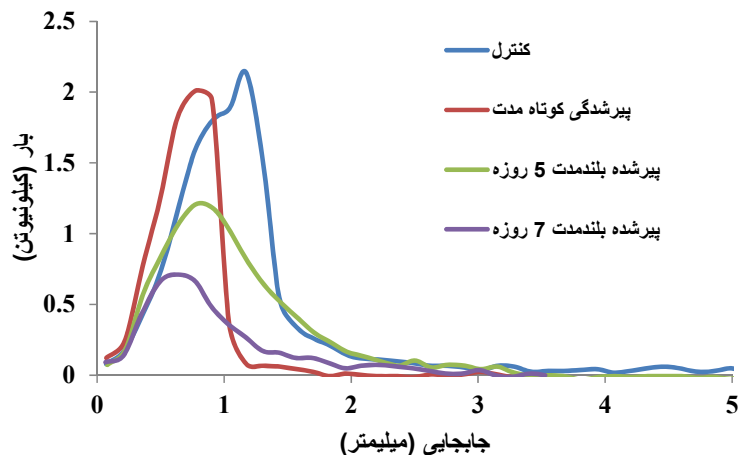 2.5
2
1.5
1
0.5
0
بار (کیلونیوتن)
کنترل
پیرشدگی کوتاه مدت
پیرشده بلندمدت 5 روزه
پیرشده بلندمدت 7 روزه
0 1 2 3 4 5
جابجایی (میلیمتر)